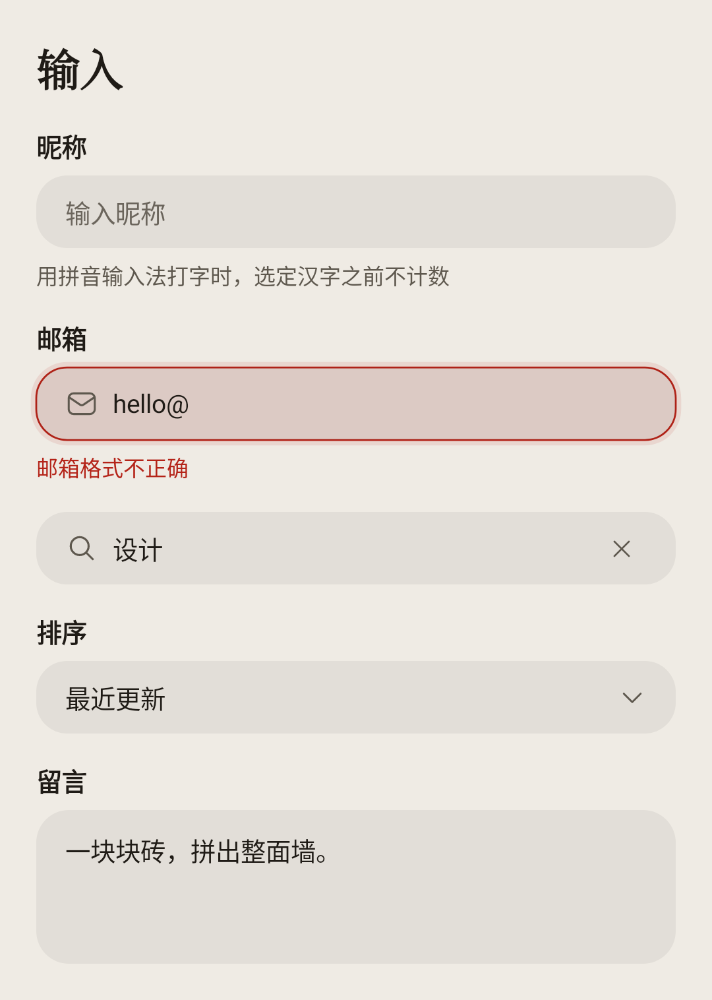 输入
昵称
输入昵称
用拼音输入法打字时，选定汉字之前不计数
邮箱
hello@
邮箱格式不正确
设计
排序
最近更新
留言
一块块砖，拼出整面墙。